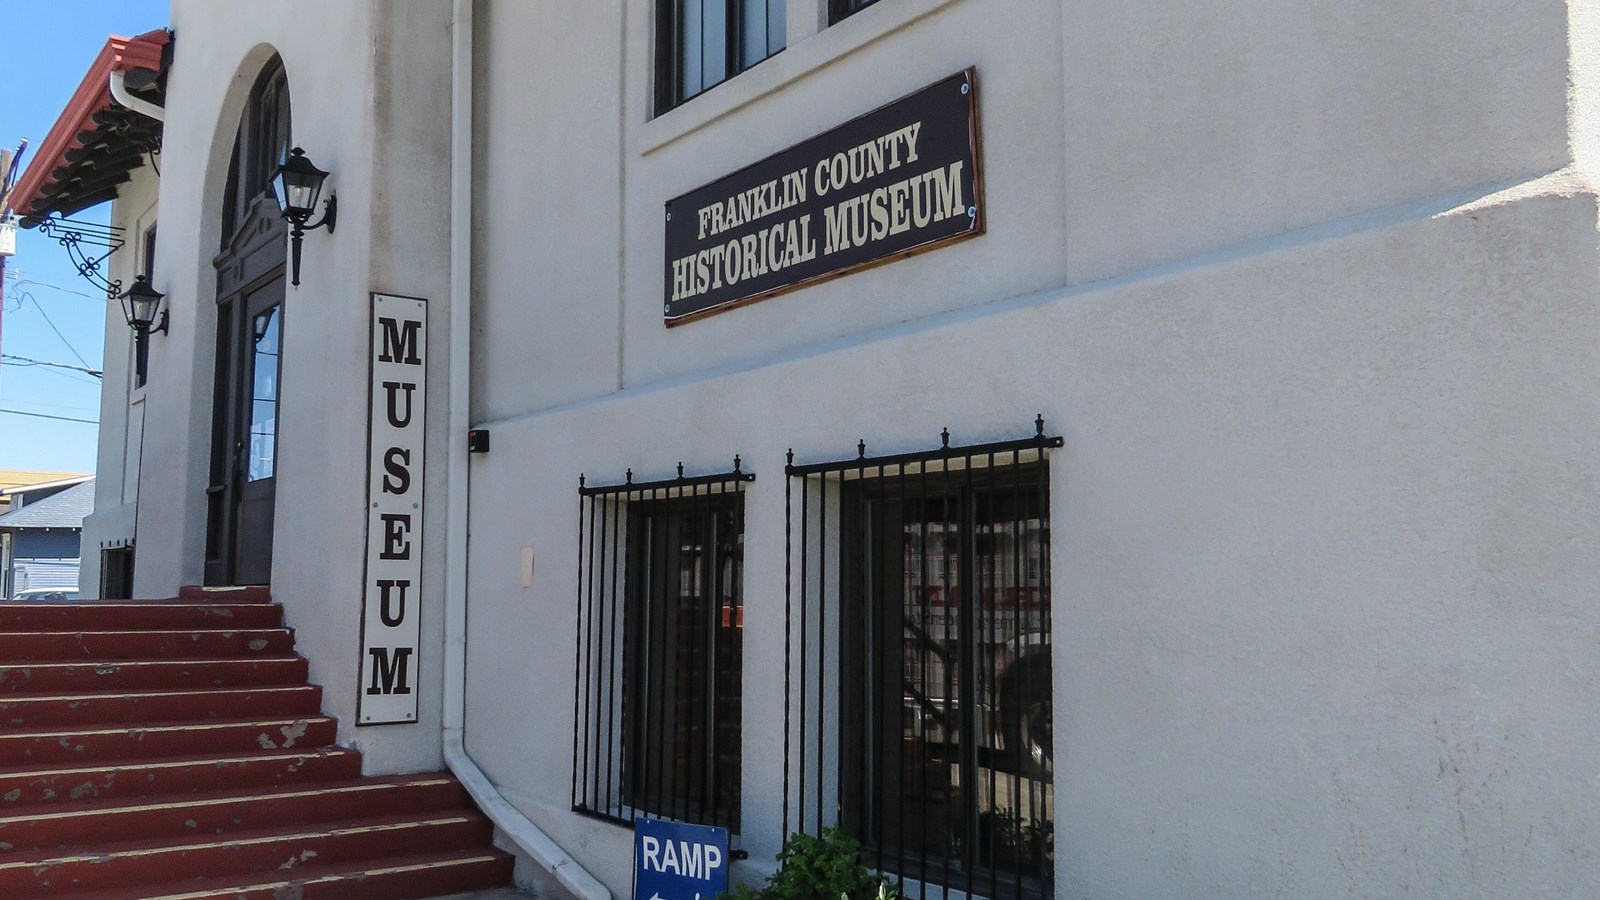 MUSEUM
FRANKLIN COUNTY
HISTORICAL MUSEUM
RAMP